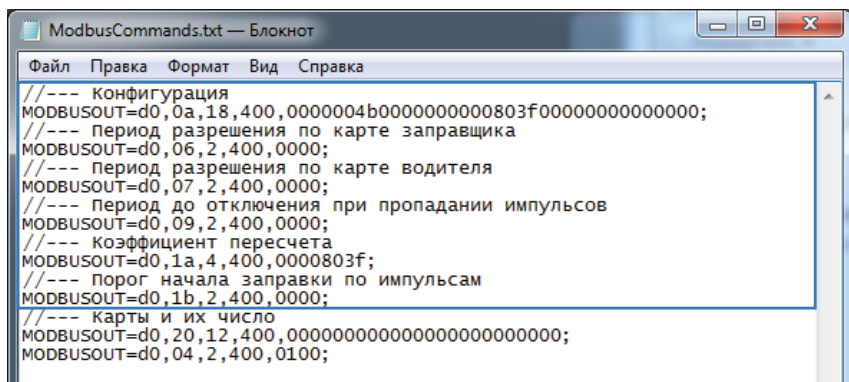 ModbusCommands.txt — Блокнот
Файл Правка Формат Вид Справка
//--- Конфигурация
MODBUSOUT=d0,0a,18,400,0000004b0000000000803f00000000000000;
//--- Период разрешения по карте заправщика
MODBUSOUT=d0,06,2,400,0000;
//--- Период разрешения по карте водителя
MODBUSOUT=d0,07,2,400,0000;
//--- Период до отключения при пропадании импульсов
MODBUSOUT=d0,09,2,400,0000;
//--- Коэффициент пересчета
MODBUSOUT=d0,1a,4,400,0000803f;
//--- Порог начала заправки по импульсам
MODBUSOUT=d0,1b,2,400,0000;
//--- Карты и их число
MODBUSOUT=d0,20,12,400,000000000000000000000000;
MODBUSOUT=d0,04,2,400,0100;